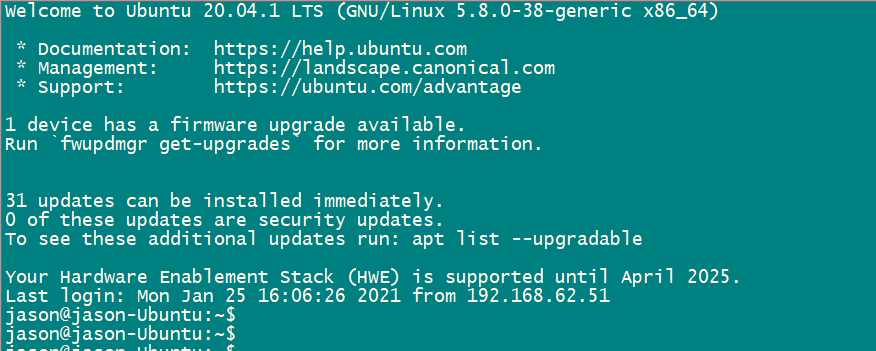 Welcome to Ubuntu 20.04.1 LTS (GNU/Linux 5.8.0-38-generic x86_64)
* Documentation:  https://help.ubuntu.com
* Management:     https://landscape.canonical.com
* Support:        https://ubuntu.com/advantage
1 device has a firmware upgrade available.
Run `fwupdmgr get-upgrades` for more information.
31 updates can be installed immediately.
0 of these updates are security updates.
To see these additional updates run: apt list --upgradable
Your Hardware Enablement Stack (HWE) is supported until April 2025.
Last login: Mon Jan 25 16:06:26 2021 from 192.168.62.51
jason@jason-Ubuntu:~$
jason@jason-Ubuntu:~$
jason@jason-Ubuntu:~$